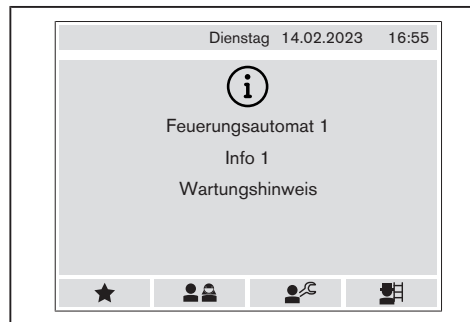 Dienstag 14.02.2023 16:55
Feuerungsautomat 1
Info 1
Wartungshinweis